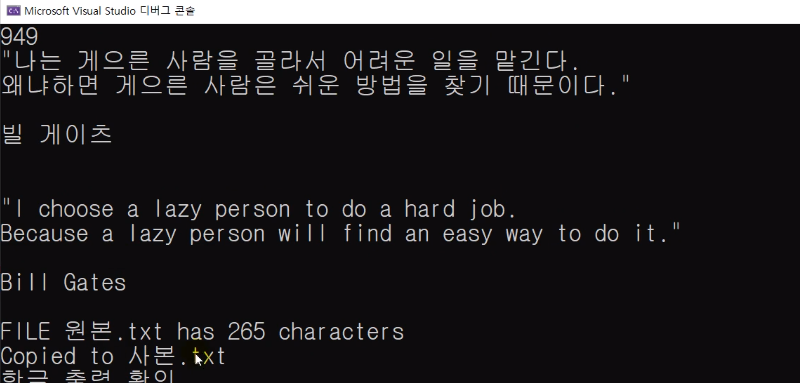 Microsoft Visual Studio 디버그 콘솔
949
"나는 게으른 사람을 골라서 어려운 일을 맡긴다.
왜냐하면 게으른 사람은 쉬운 방법을 찾기 때문이다."
빌 게이츠
"I choose a lazy person to do a hard job.
Because a lazy person will find an easy way to do it."
Bill Gates
FILE 원본.txt has 265 characters
Copied to 사본.txt
한글 출력 확인